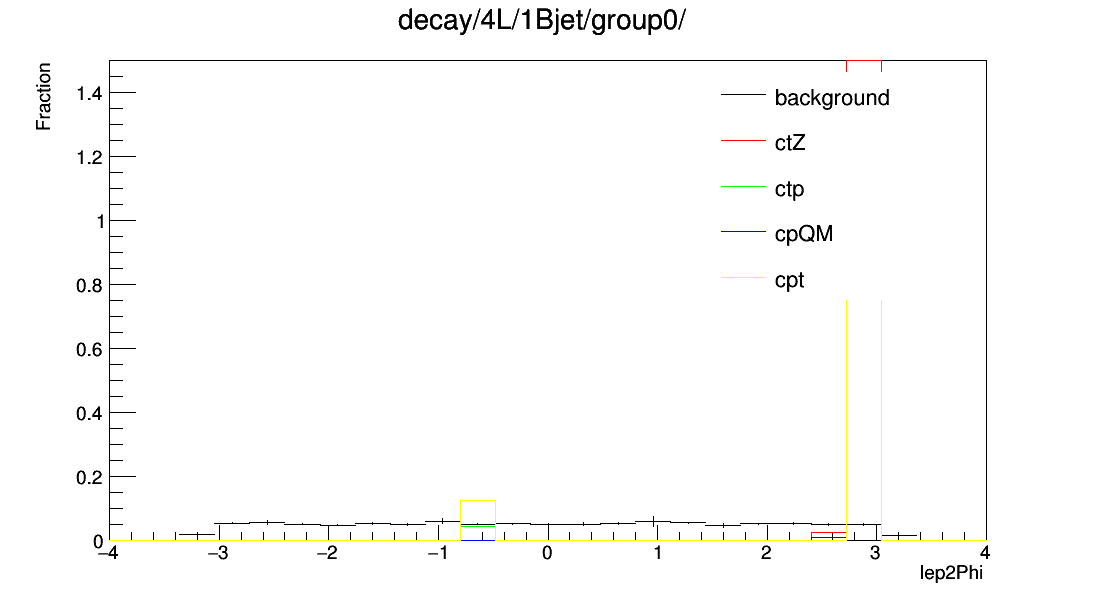 decay/4L/1Bjet/group0/
Fraction
1.4
1.2
1
0.8
0.6
0.4
0.2
0
background
ctZ
ctp
cpQM
cpt
−4 −3 −2 −1 0 1 2 3 4
lep2Phi